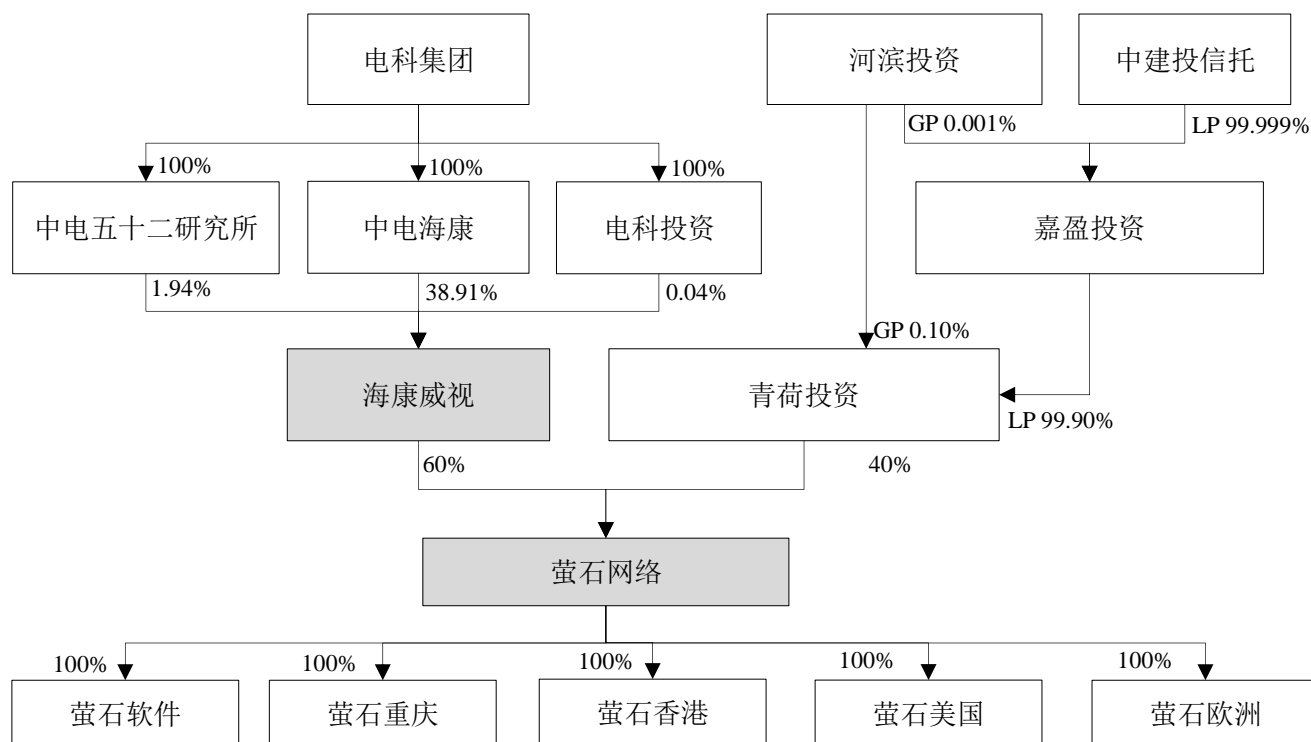 电科集团
河滨投资
中建投信托
GP 0.001%
LP 99.999%
100%
100%
100%
中电五十二研究所
中电海康
电科投资
嘉盈投资
1.94%
38.91%
0.04%
GP 0.10%
海康威视
青荷投资
LP 99.90%
60%
40%
萤石网络
100%
100%
100%
100%
100%
萤石软件
萤石重庆
萤石香港
萤石美国
萤石欧洲